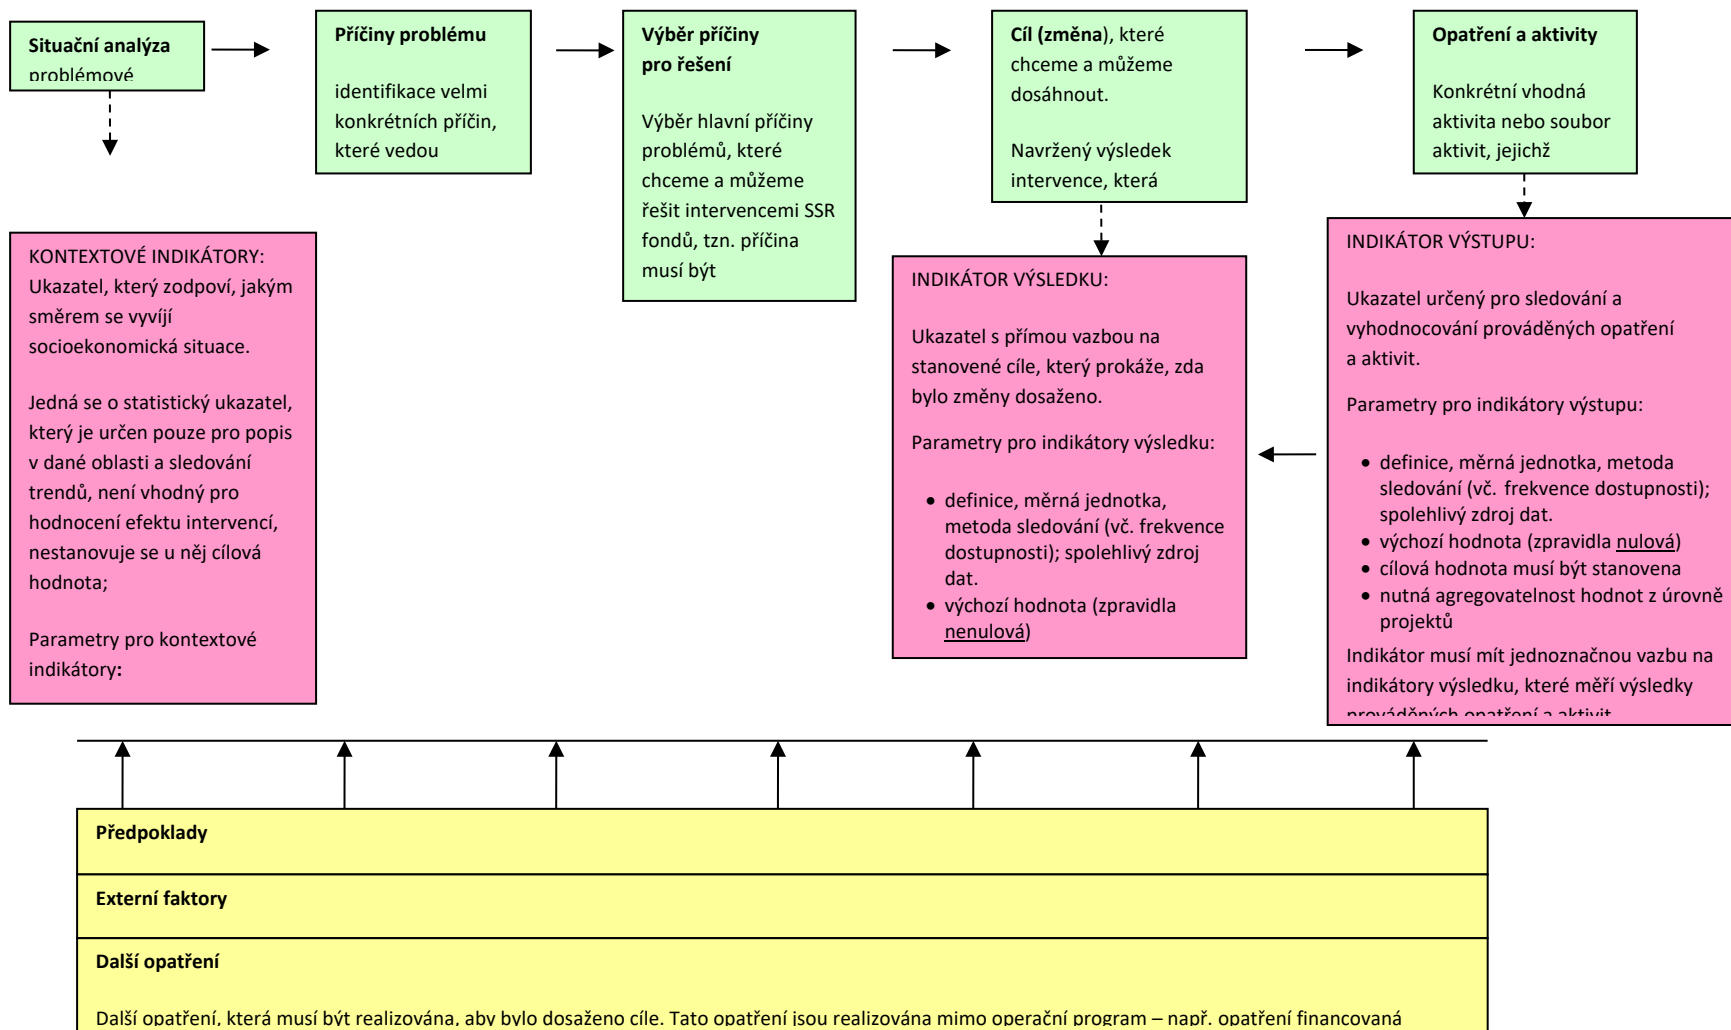 Situační analýza
problémové
Příčiny problému
identifikace velmi
konkrétních příčin,
které vedou
Výběr příčiny
pro řešení
Výběr hlavní příčiny
problémů, které
chceme a můžeme
řešit intervencemi SSR
fondů, tzn. příčina
musí být
Cíl (změna), které
chceme a můžeme
dosáhnout.
Navržený výsledek
intervence, která
Opatření a aktivity
Konkrétní vhodná
aktivita nebo soubor
aktivit, jejichž
KONTEXTOVÉ INDIKÁTORY:
Ukazatel, který zodpoví, jakým
směrem se vyvíjí
socioekonomická situace.
Jedná se o statistický ukazatel,
který je určen pouze pro popis
v dané oblasti a sledování
trendů, není vhodný pro
hodnocení efektu intervencí,
nestanovuje se u něj cílová
hodnota;
Parametry pro kontextové
indikátory:
INDIKÁTOR VÝSLEDKU:
Ukazatel s přímou vazbou na
stanovené cíle, který prokáže, zda
bylo změny dosaženo.
Parametry pro indikátory výsledku:
• definice, měrná jednotka,
metoda sledování (vč. frekvence
dostupnosti); spolehlivý zdroj
dat.
• výchozí hodnota (zpravidla
nenulová)
INDIKÁTOR VÝSTUPU:
Ukazatel určený pro sledování a
vyhodnocování prováděných opatření
a aktivit.
Parametry pro indikátory výstupu:
• definice, měrná jednotka, metoda
sledování (vč. frekvence dostupnosti);
spolehlivý zdroj dat.
• výchozí hodnota (zpravidla nulová)
• cílová hodnota musí být stanovena
• nutná agregovatelnost hodnot z úrovně
projektů
Indikátor musí mít jednoznačnou vazbu na
indikátory výsledku, které měří výsledky
prováděných opatření a aktivit
Předpoklady
Externí faktory
Další opatření
Další opatření, která musí být realizována, aby bylo dosaženo cíle. Tato opatření jsou realizována mimo operační program – např. opatření financovaná